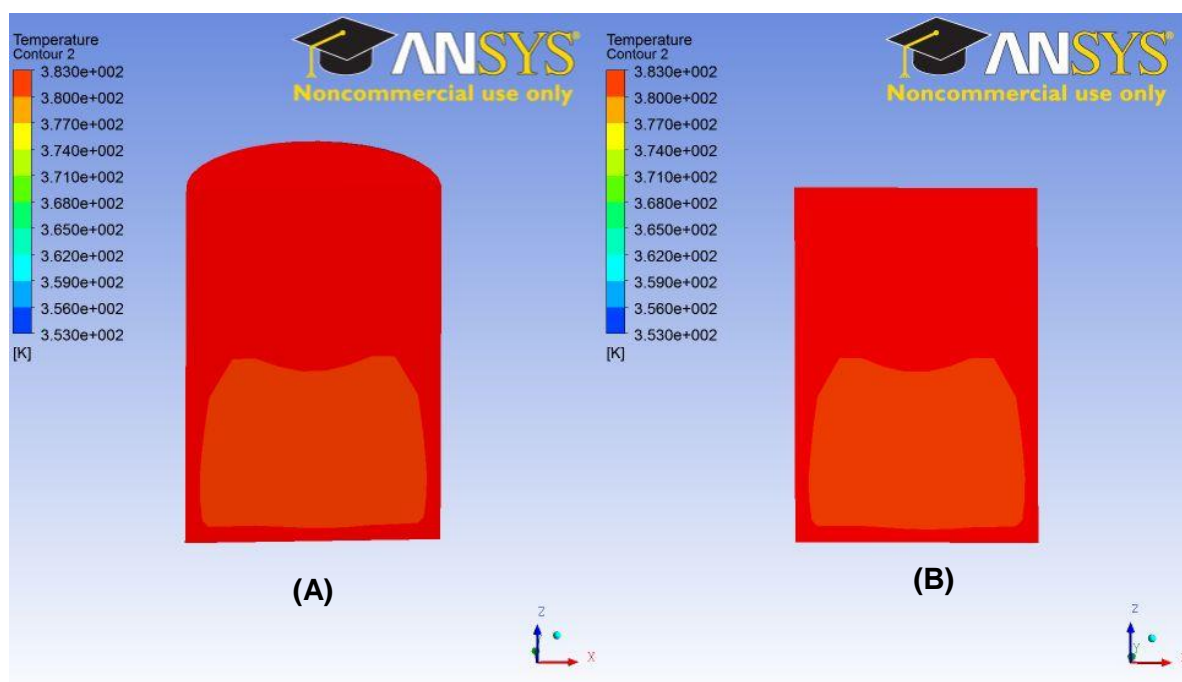 Temperature
Contour 2
3.830e+002
3.800e+002
3.770e+002
3.740e+002
3.710e+002
3.680e+002
3.650e+002
3.620e+002
3.590e+002
3.560e+002
3.530e+002
[K]
ANSYS®
Noncommercial use only
(A)
Z
X
Temperature
Contour 2
3.830e+002
3.800e+002
3.770e+002
3.740e+002
3.710e+002
3.680e+002
3.650e+002
3.620e+002
3.590e+002
3.560e+002
3.530e+002
[K]
ANSYS®
Noncommercial use only
(B)
Z
Y